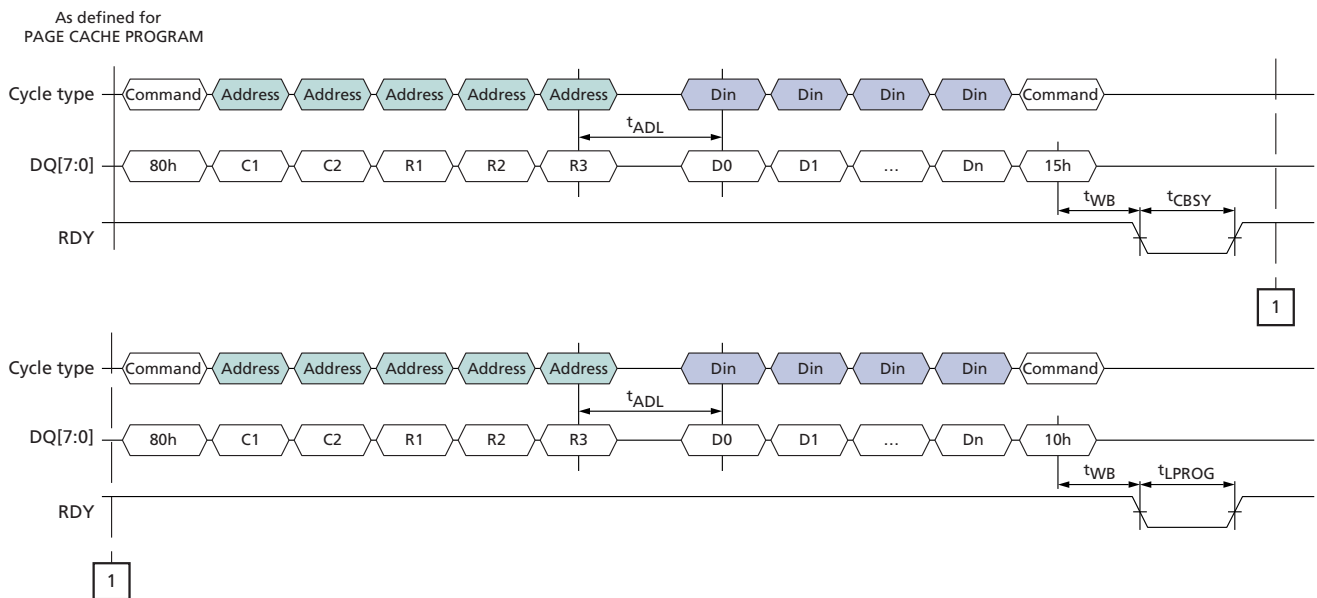 As defined for
PAGE CACHE PROGRAM
Cycle type Command Address Address Address Address Address Din Din Din Din Command
tADL
DQ[7:0] 80h C1 C2 R1 R2 R3 D0 D1 … Dn 15h
tWB tCBSY
RDY
1
Cycle type Command Address Address Address Address Address Din Din Din Din Command
tADL
DQ[7:0] 80h C1 C2 R1 R2 R3 D0 D1 … Dn 10h
tWB tLPROG
RDY
1